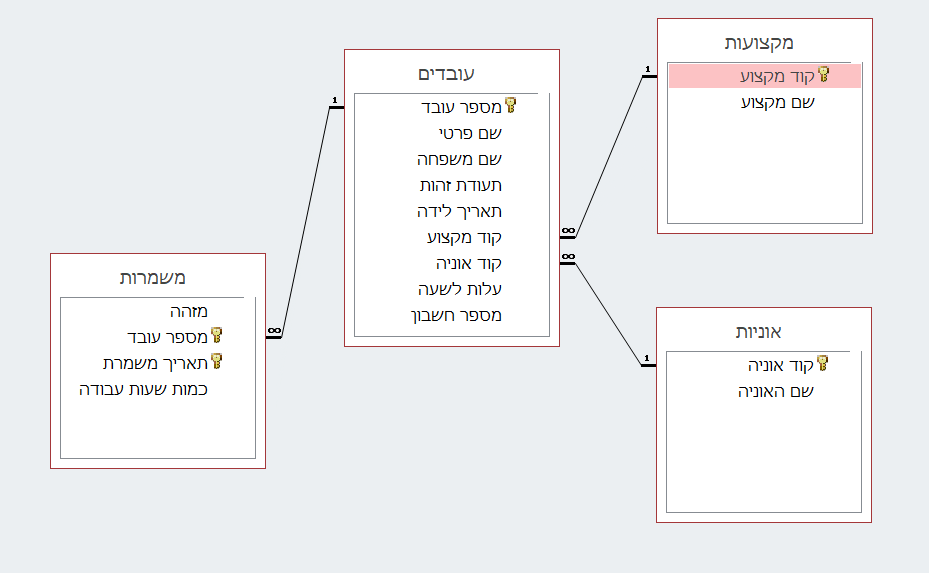 מקצועות
קוד מקצוע
שם מקצוע
1
עובדים
מספר עובד
שם פרטי
שם משפחה
תעודת זהות
תאריך לידה
קוד מקצוע
קוד אוניה
עלות לשעה
מספר חשבון
1
∞
∞
אוניות
קוד אוניה
שם האוניה
1
משמרות
מזהה
מספר עובד
תאריך משמרת
כמות שעות עבודה
∞